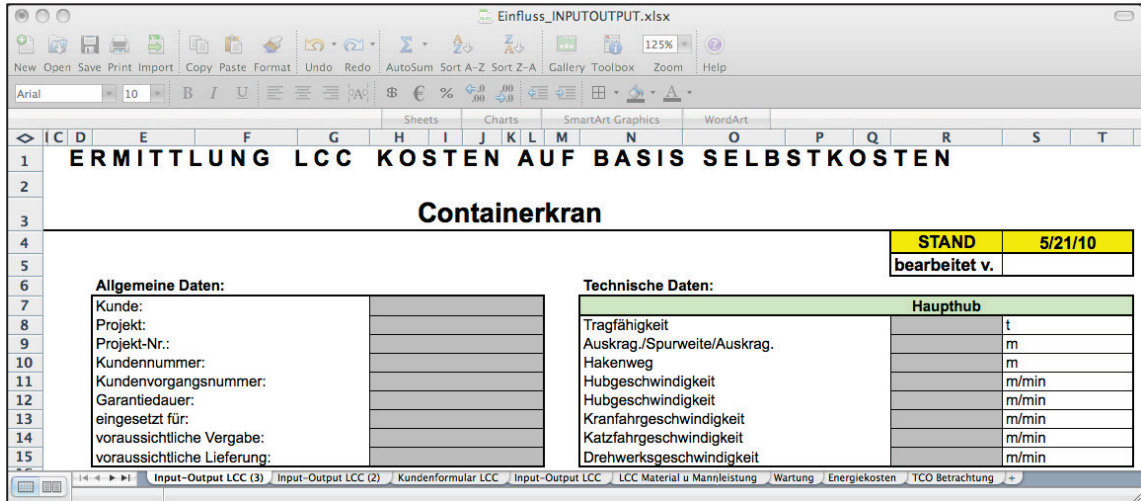 Einfluss_INPUTOUTPUT.xlsx
125%
New Open Save Print Import Copy Paste Format Undo Redo AutoSum Sort A-Z Sort Z-A Gallery Toolbox Zoom Help
Arial 10 B I U $ € %
Sheets Charts SmartArt Graphics WordArt
I C D E F G H I J K L M N O P Q R S T
1 ERMITTLUNG LCC KOSTEN AUF BASIS SELBSTKOSTEN
2
3 Containerkran
4 STAND 5/21/10
5 bearbeitet v.
6 Allgemeine Daten: Technische Daten:
7 Kunde: Haupthub
8 Projekt: Tragfähigkeit t
9 Projekt-Nr.: Auskrag./Spurweite/Auskrag. m
10 Kundennummer: Hakenweg m
11 Kundenvorgangsnummer: Hubgeschwindigkeit m/min
12 Garantiedauer: Hubgeschwindigkeit m/min
13 eingesetzt für: Kranfahrgeschwindigkeit m/min
14 voraussichtliche Vergabe: Katzfahrgeschwindigkeit m/min
15 voraussichtliche Lieferung: Drehwerksgeschwindigkeit m/min
Input-Output LCC (3) Input-Output LCC (2) Kundenformular LCC Input-Output LCC LCC Material u Mannleistung Wartung Energiekosten TCO Betrachtung +